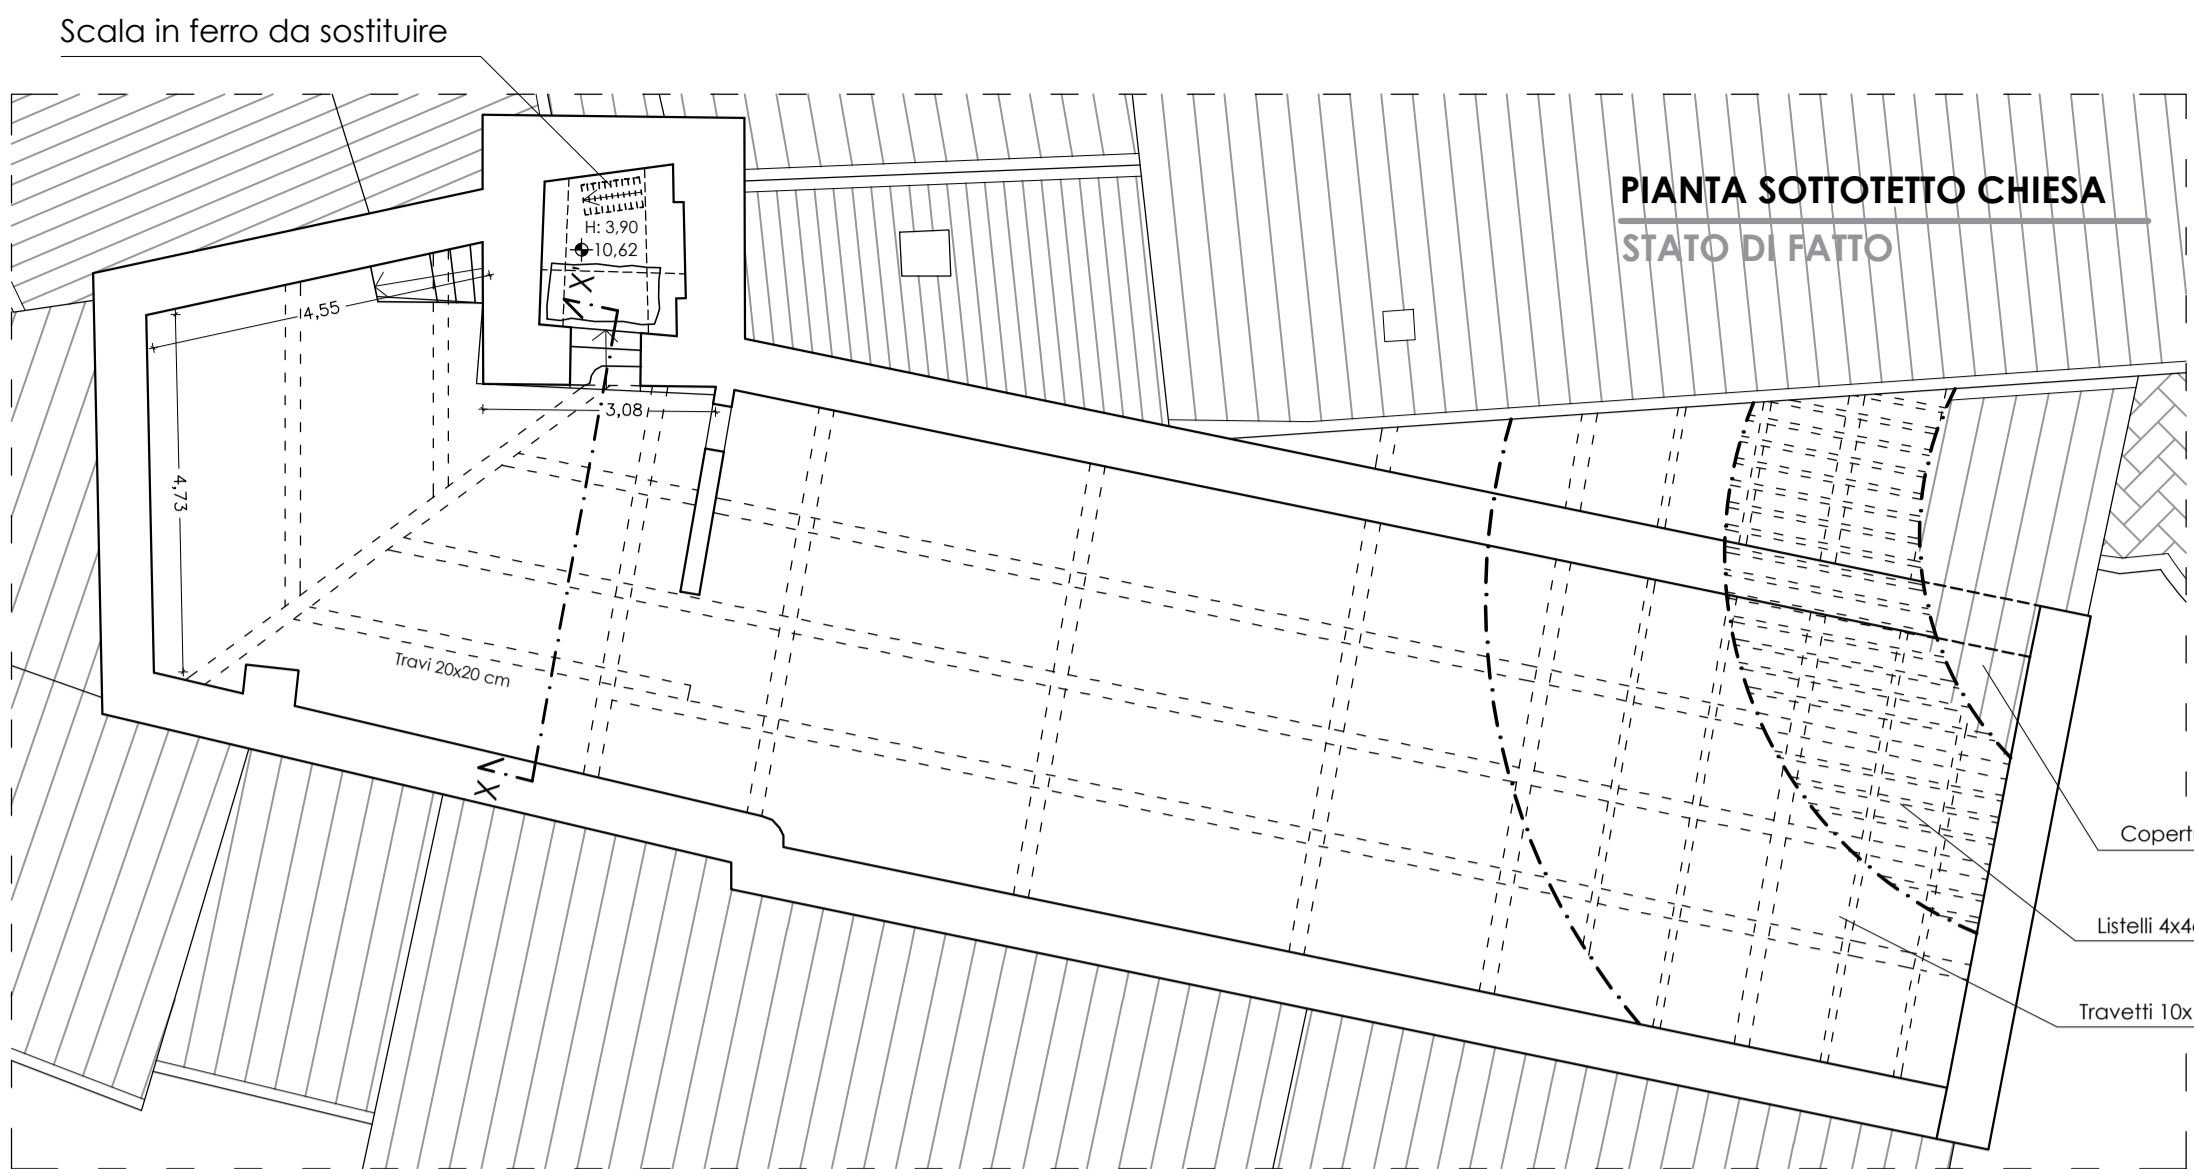 Scala in ferro da sostituire
PIANTA SOTTOTETTO CHIESA
STATO DI FATTO
H: 3,90
10,62
X
4,55
3,08
4,73
Travi 20x20 cm
X
Copert
Listelli 4x4
Travetti 10x